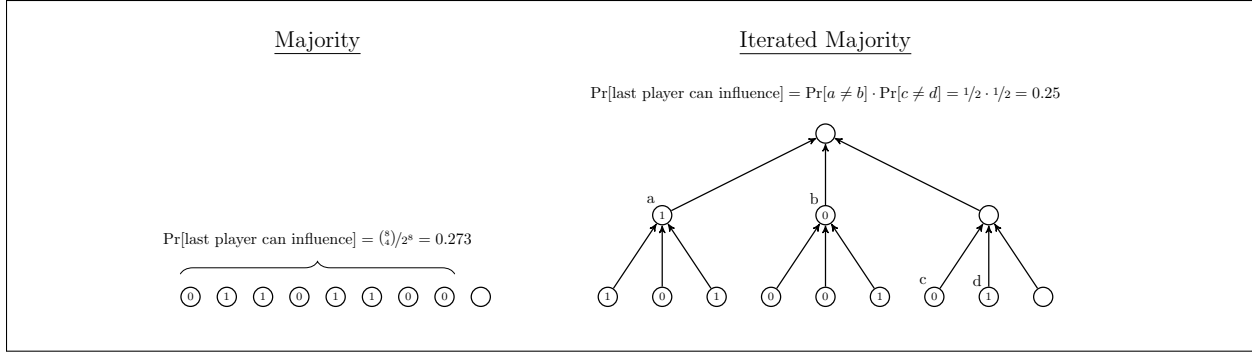 Majority
Iterated Majority
Pr[last player can influence] = Pr[a ≠ b] · Pr[c ≠ d] = 1/2 · 1/2 = 0.25
a
b
1
0
Pr[last player can influence] = (8 4)/2^8 = 0.273
c
d
0 1 1 0 1 1 0 0
1 0 1 0 0 1 0 1